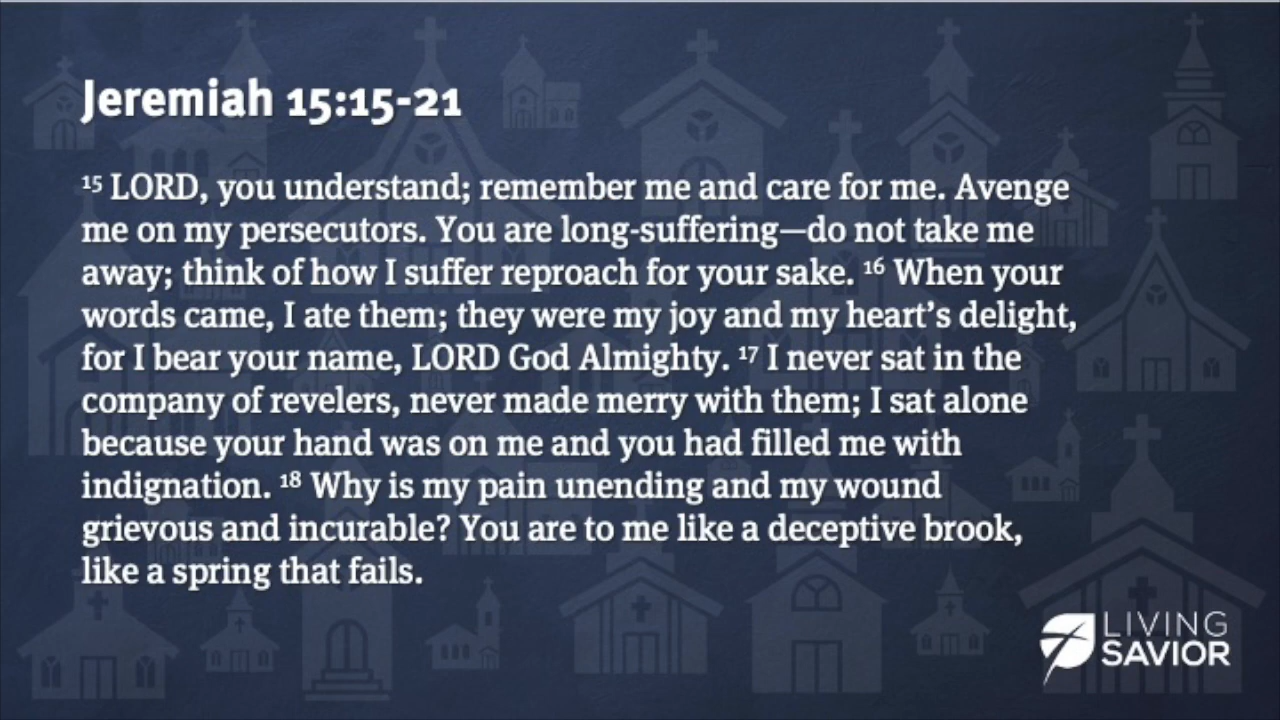 Jeremiah 15:15-21
¹⁵ LORD, you understand; remember me and care for me. Avenge
me on my persecutors. You are long-suffering—do not take me
away; think of how I suffer reproach for your sake. ¹⁶ When your
words came, I ate them; they were my joy and my heart’s delight,
for I bear your name, LORD God Almighty. ¹⁷ I never sat in the
company of revelers, never made merry with them; I sat alone
because your hand was on me and you had filled me with
indignation. ¹⁸ Why is my pain unending and my wound
grievous and incurable? You are to me like a deceptive brook,
like a spring that fails.
LIVING
SAVIOR